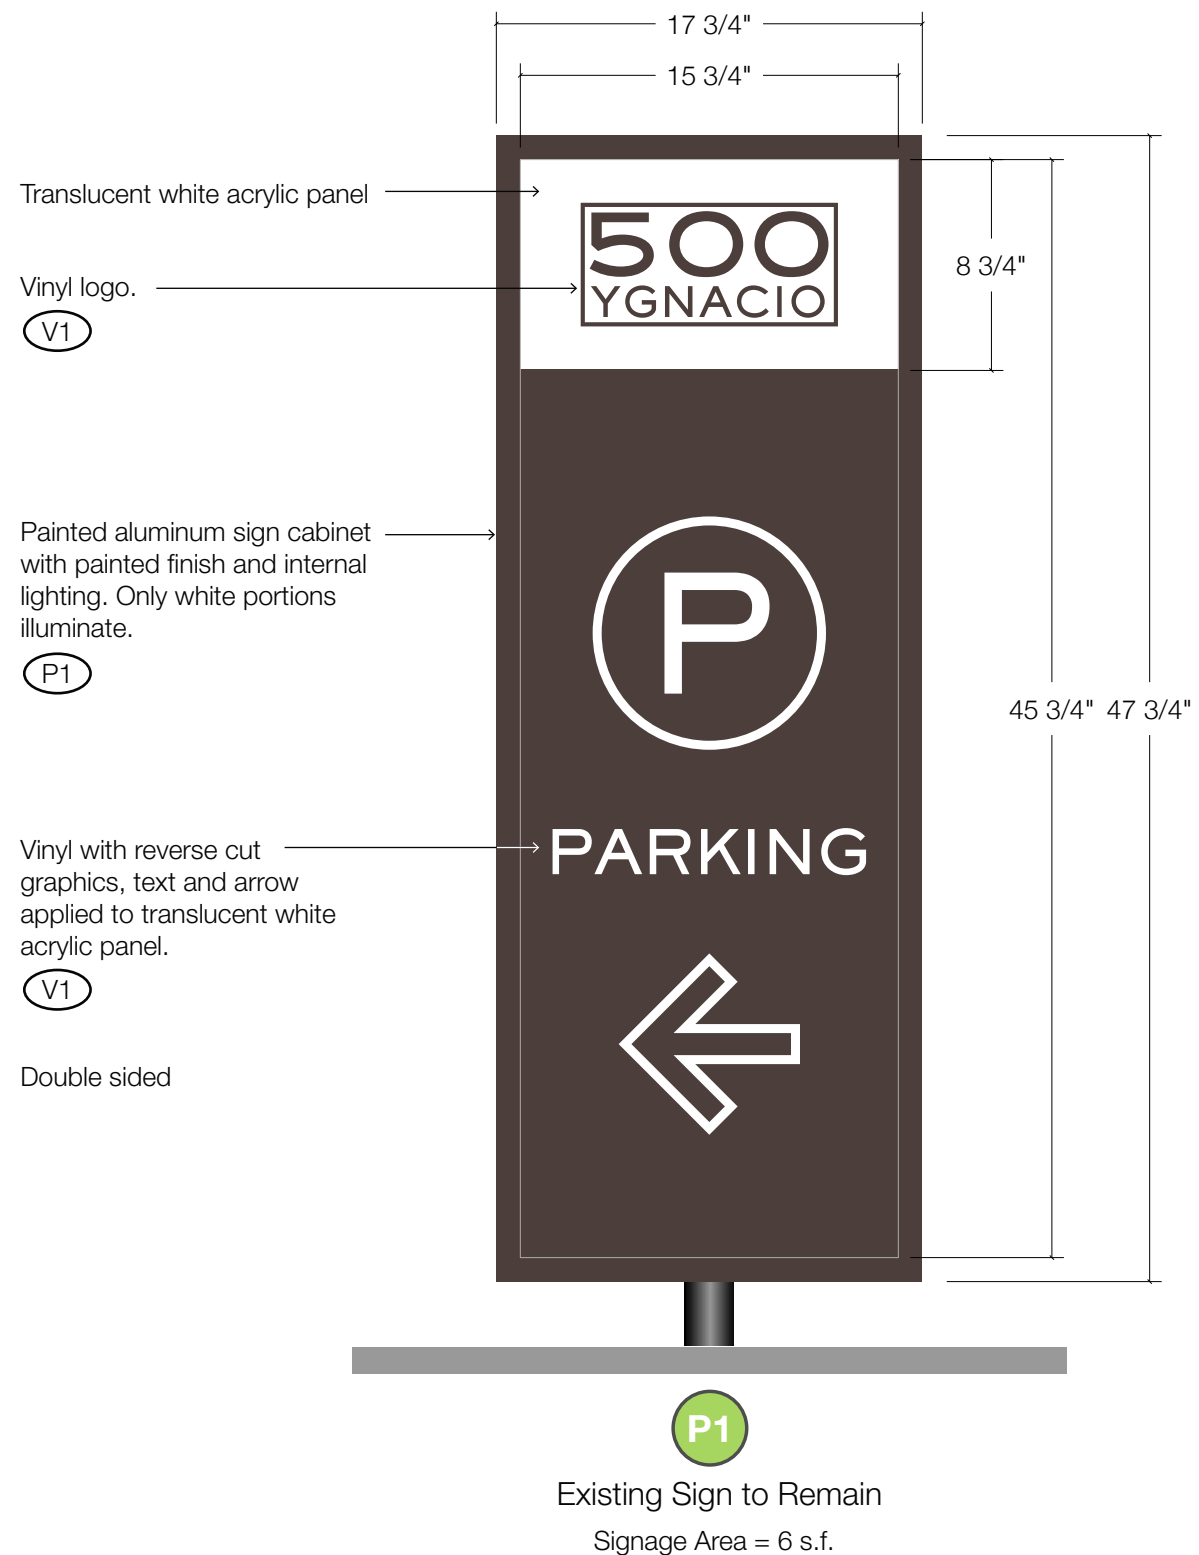 17 3/4"
15 3/4"
Translucent white acrylic panel
500
YGNACIO
8 3/4"
Vinyl logo.
V1
Painted aluminum sign cabinet
with painted finish and internal
lighting. Only white portions
illuminate.
P1
P
45 3/4" 47 3/4"
Vinyl with reverse cut
graphics, text and arrow
applied to translucent white
acrylic panel.
V1
PARKING
Double sided
P1
Existing Sign to Remain
Signage Area = 6 s.f.